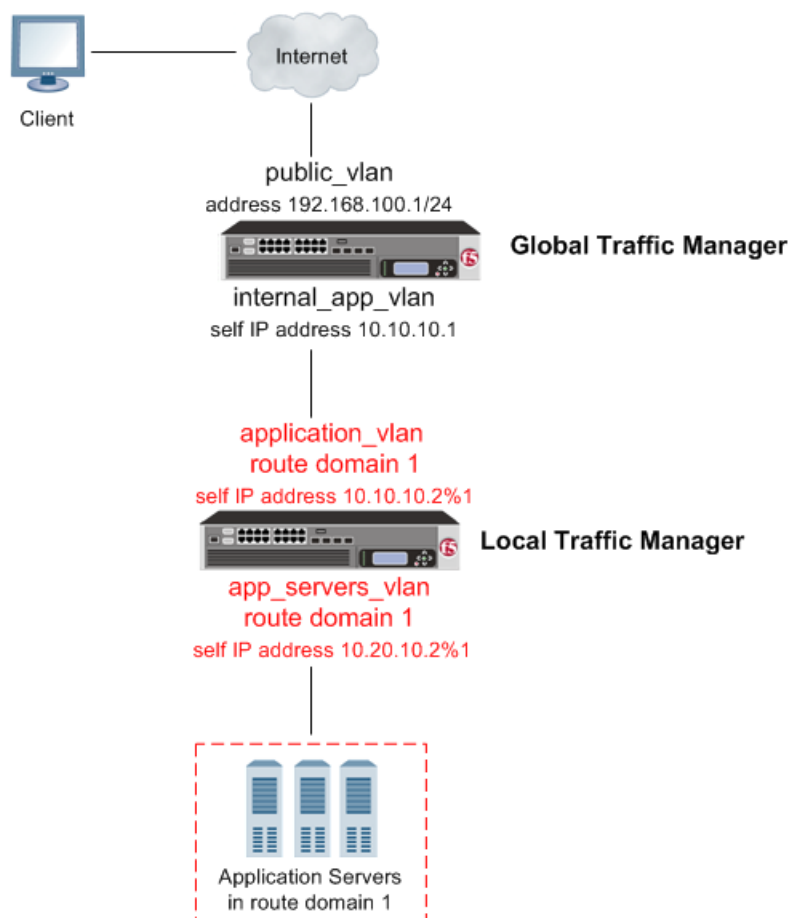 Internet
Client
public_vlan
address 192.168.100.1/24
f5
Global Traffic Manager
internal_app_vlan
self IP address 10.10.10.1
application_vlan
route domain 1
self IP address 10.10.10.2%1
f5
Local Traffic Manager
app_servers_vlan
route domain 1
self IP address 10.20.10.2%1
Application Servers
in route domain 1